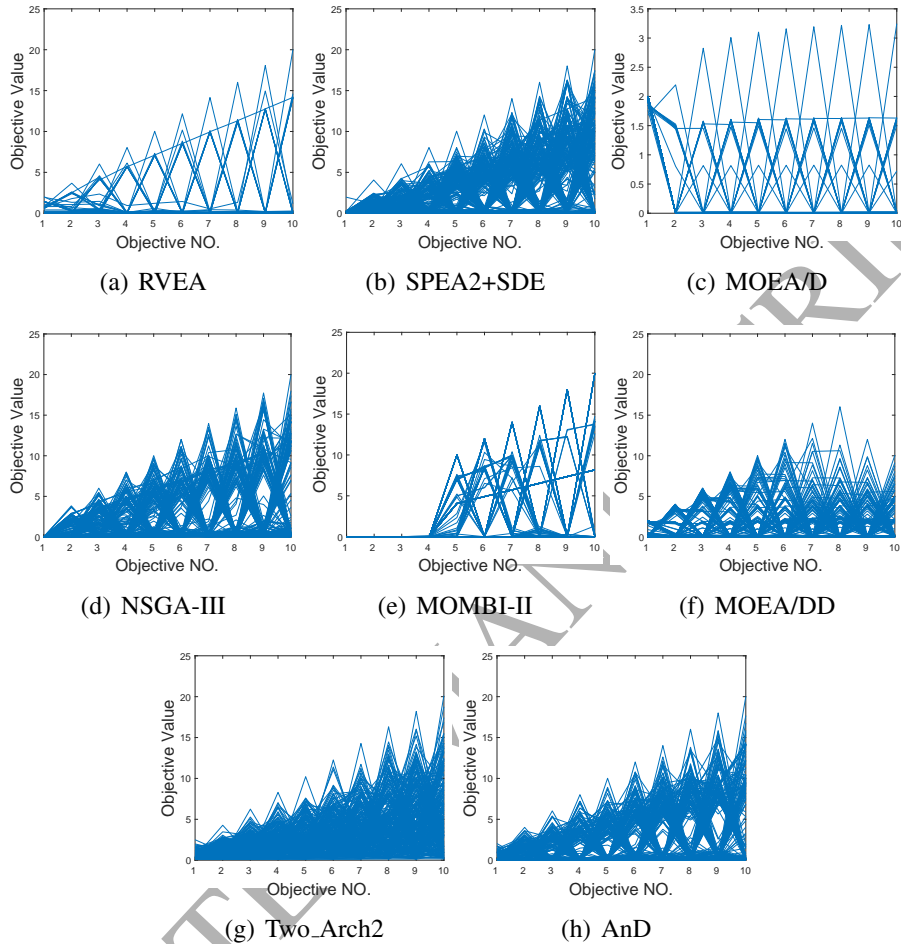 25
20
15
10
5
0
Objective Value
1 2 3 4 5 6 7 8 9 10
Objective NO.
(a) RVEA
25
20
15
10
5
0
Objective Value
1 2 3 4 5 6 7 8 9 10
Objective NO.
(b) SPEA2+SDE
3.5
3
2.5
2
1.5
1
0.5
0
Objective Value
1 2 3 4 5 6 7 8 9 10
Objective NO.
(c) MOEA/D
25
20
15
10
5
0
Objective Value
1 2 3 4 5 6 7 8 9 10
Objective NO.
(d) NSGA-III
25
20
15
10
5
0
Objective Value
1 2 3 4 5 6 7 8 9 10
Objective NO.
(e) MOMBI-II
25
20
15
10
5
0
Objective Value
1 2 3 4 5 6 7 8 9 10
Objective NO.
(f) MOEA/DD
25
20
15
10
5
0
Objective Value
1 2 3 4 5 6 7 8 9 10
Objective NO.
(g) Two_Arch2
25
20
15
10
5
0
Objective Value
1 2 3 4 5 6 7 8 9 10
Objective NO.
(h) AnD